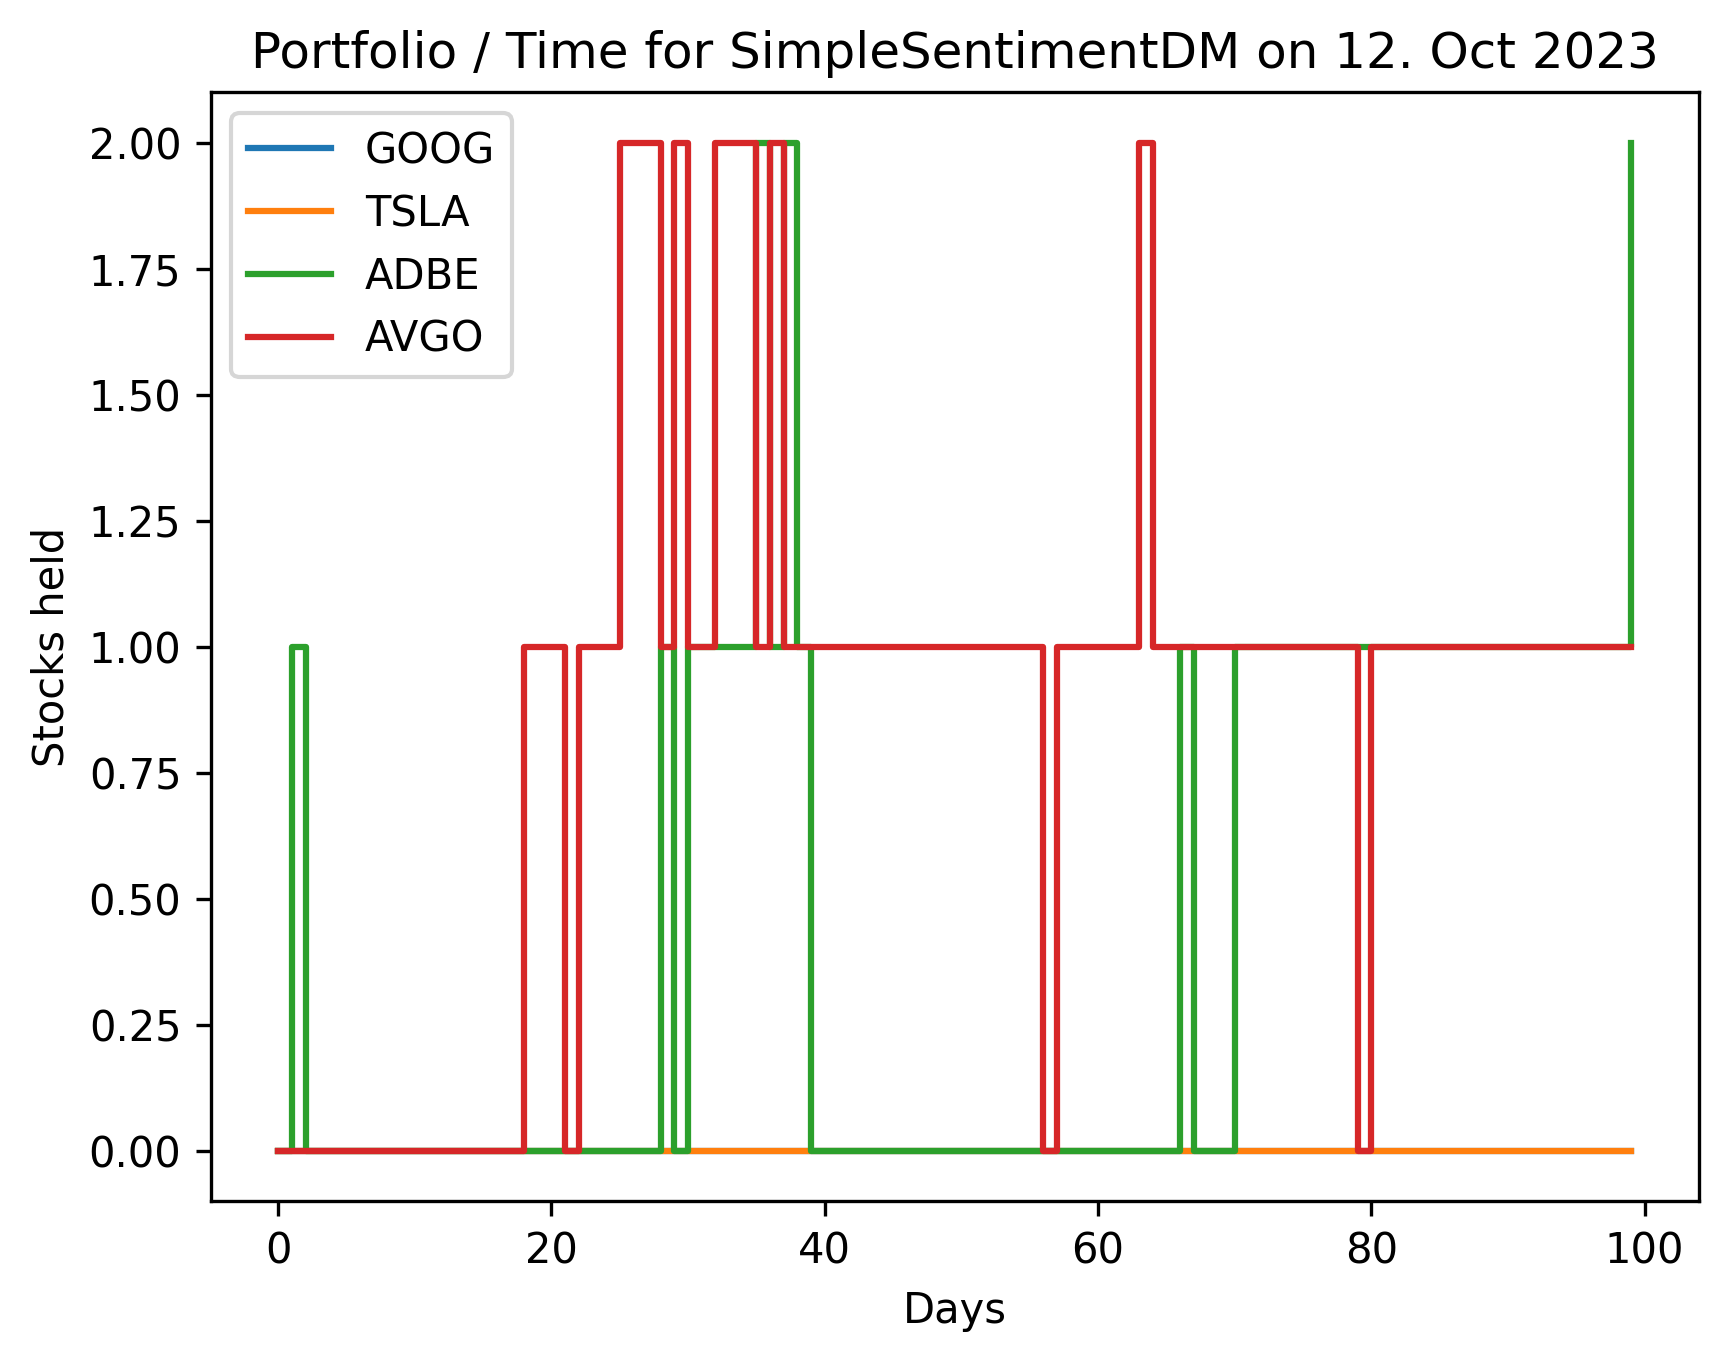 Portfolio / Time for SimpleSentimentDM on 12. Oct 2023
GOOG
TSLA
ADBE
AVGO
2.00
1.75
1.50
1.25
1.00
0.75
0.50
0.25
0.00
Stocks held
0 20 40 60 80 100
Days